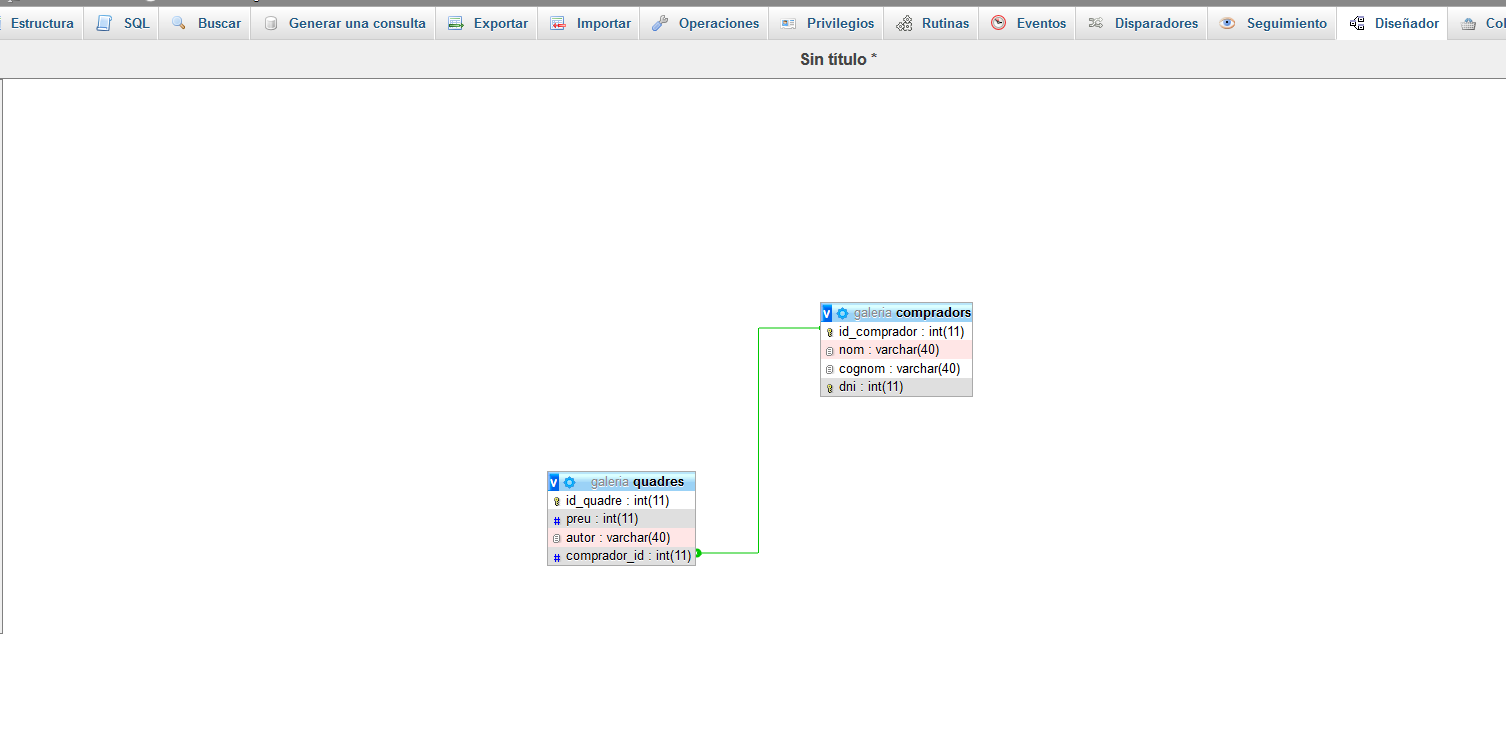 Estructura SQL Buscar Generar una consulta Exportar Importar Operaciones Privilegios Rutinas Eventos Disparadores Seguimiento Diseñador
Sin título *
v galeria compradors
id_comprador : int(11)
nom : varchar(40)
cognom : varchar(40)
dni : int(11)
v galeria quadres
id_quadre : int(11)
# preu : int(11)
autor : varchar(40)
# comprador_id : int(11)